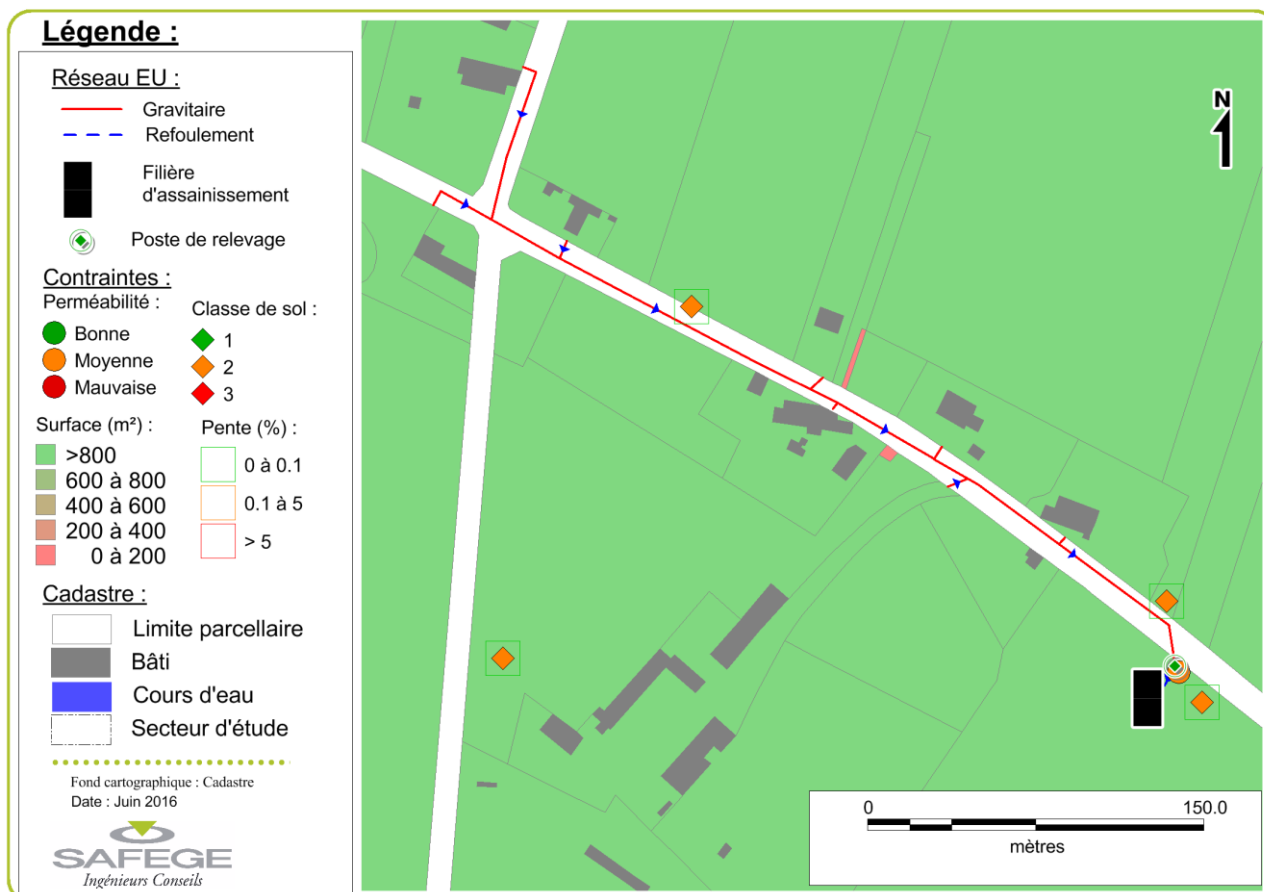 Légende :
Réseau EU :
Gravitaire
Refoulement
Filière
d'assainissement
Poste de relevage
Contraintes :
Perméabilité :
Bonne
Moyenne
Mauvaise
Classe de sol :
1
2
3
Surface (m²) :
>800
600 à 800
400 à 600
200 à 400
0 à 200
Pente (%) :
0 à 0.1
0.1 à 5
> 5
Cadastre :
Limite parcellaire
Bâti
Cours d'eau
Secteur d'étude
Fond cartographique : Cadastre
Date : Juin 2016
SAFEGE
Ingénieurs Conseils
N
0 150.0
mètres